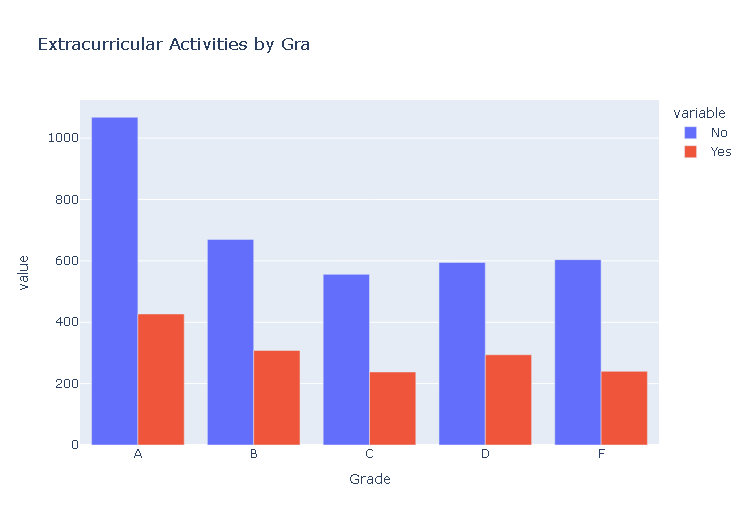 Extracurricular Activities by Gra
variable
No
Yes
value
1000
800
600
400
200
0
A B C D F
Grade